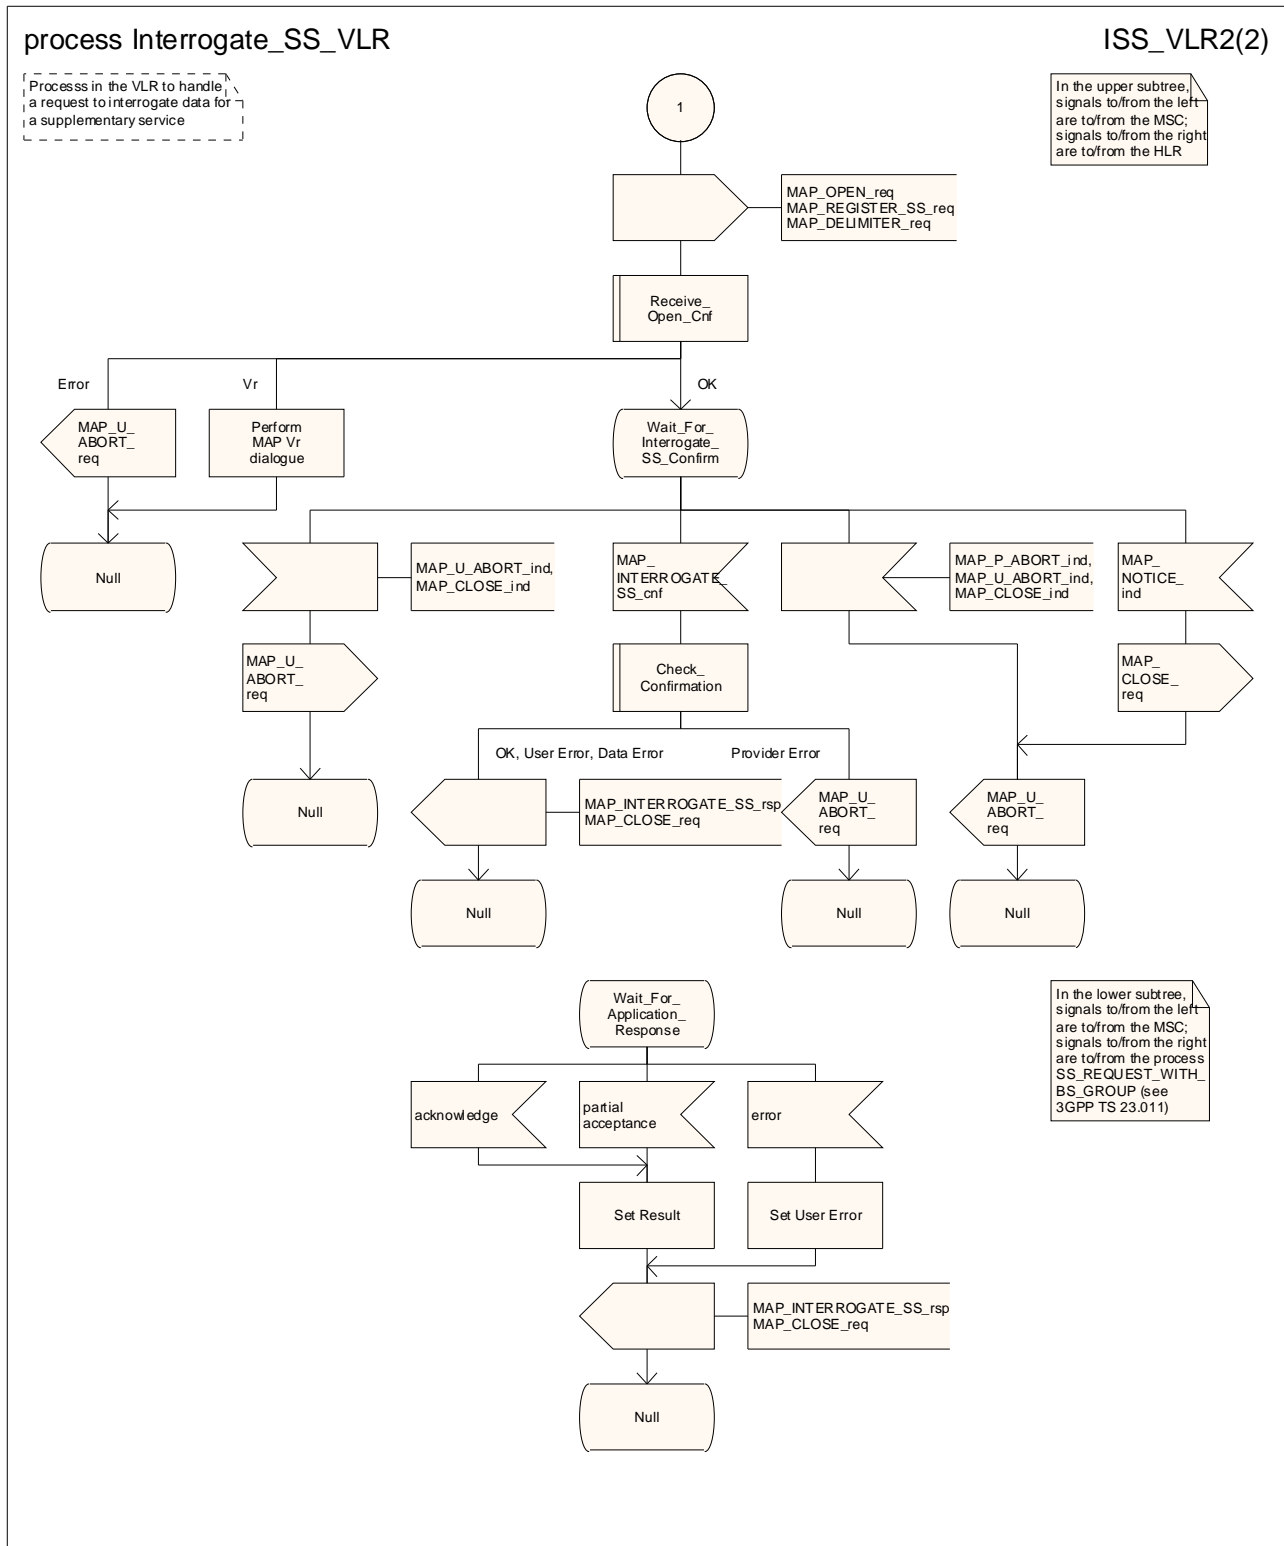 process Interrogate_SS_VLR
ISS_VLR2(2)
Processs in the VLR to handle
a request to interrogate data for
a supplementary service
1
In the upper subtree,
signals to/from the left
are to/from the MSC;
signals to/from the right
are to/from the HLR
MAP_OPEN_req
MAP_REGISTER_SS_req
MAP_DELIMITER_req
Receive_
Open_Cnf
Error
Vr
OK
MAP_U_
ABORT_
req
Perform
MAP Vr
dialogue
Wait_For_
Interrogate_
SS_Confirm
Null
MAP_U_ABORT_ind,
MAP_CLOSE_ind
MAP_
INTERROGATE_
SS_cnf
MAP_P_ABORT_ind,
MAP_U_ABORT_ind,
MAP_CLOSE_ind
MAP_
NOTICE_
ind
MAP_U_
ABORT_
req
Check_
Confirmation
MAP_
CLOSE_
req
OK, User Error, Data Error
Provider Error
Null
MAP_INTERROGATE_SS_rsp
MAP_CLOSE_req
MAP_U_
ABORT_
req
MAP_U_
ABORT_
req
Null
Null
Null
Wait_For_
Application_
Response
In the lower subtree,
signals to/from the left
are to/from the MSC;
signals to/from the right
are to/from the process
SS_REQUEST_WITH_
BS_GROUP (see
3GPP TS 23.011)
acknowledge
partial
acceptance
error
Set Result
Set User Error
MAP_INTERROGATE_SS_rsp
MAP_CLOSE_req
Null